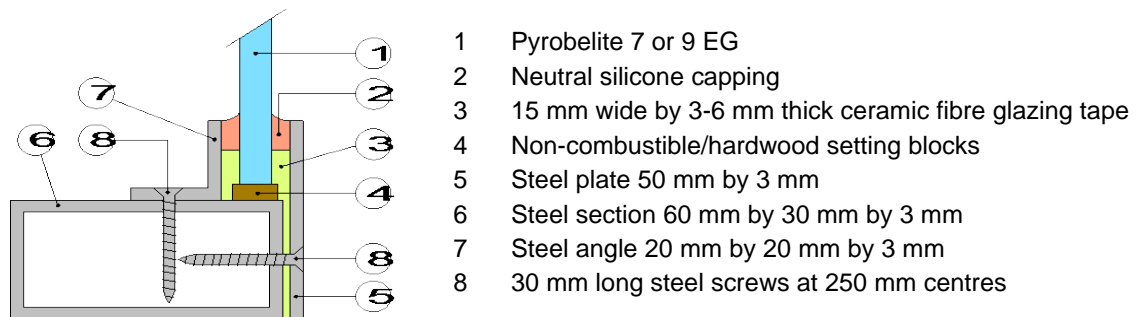 1 Pyrobelite 7 or 9 EG
2 Neutral silicone capping
3 15 mm wide by 3-6 mm thick ceramic fibre glazing tape
4 Non-combustible/hardwood setting blocks
5 Steel plate 50 mm by 3 mm
6 Steel section 60 mm by 30 mm by 3 mm
7 Steel angle 20 mm by 20 mm by 3 mm
8 30 mm long steel screws at 250 mm centres
1
7
2
6
8
3
4
8
5